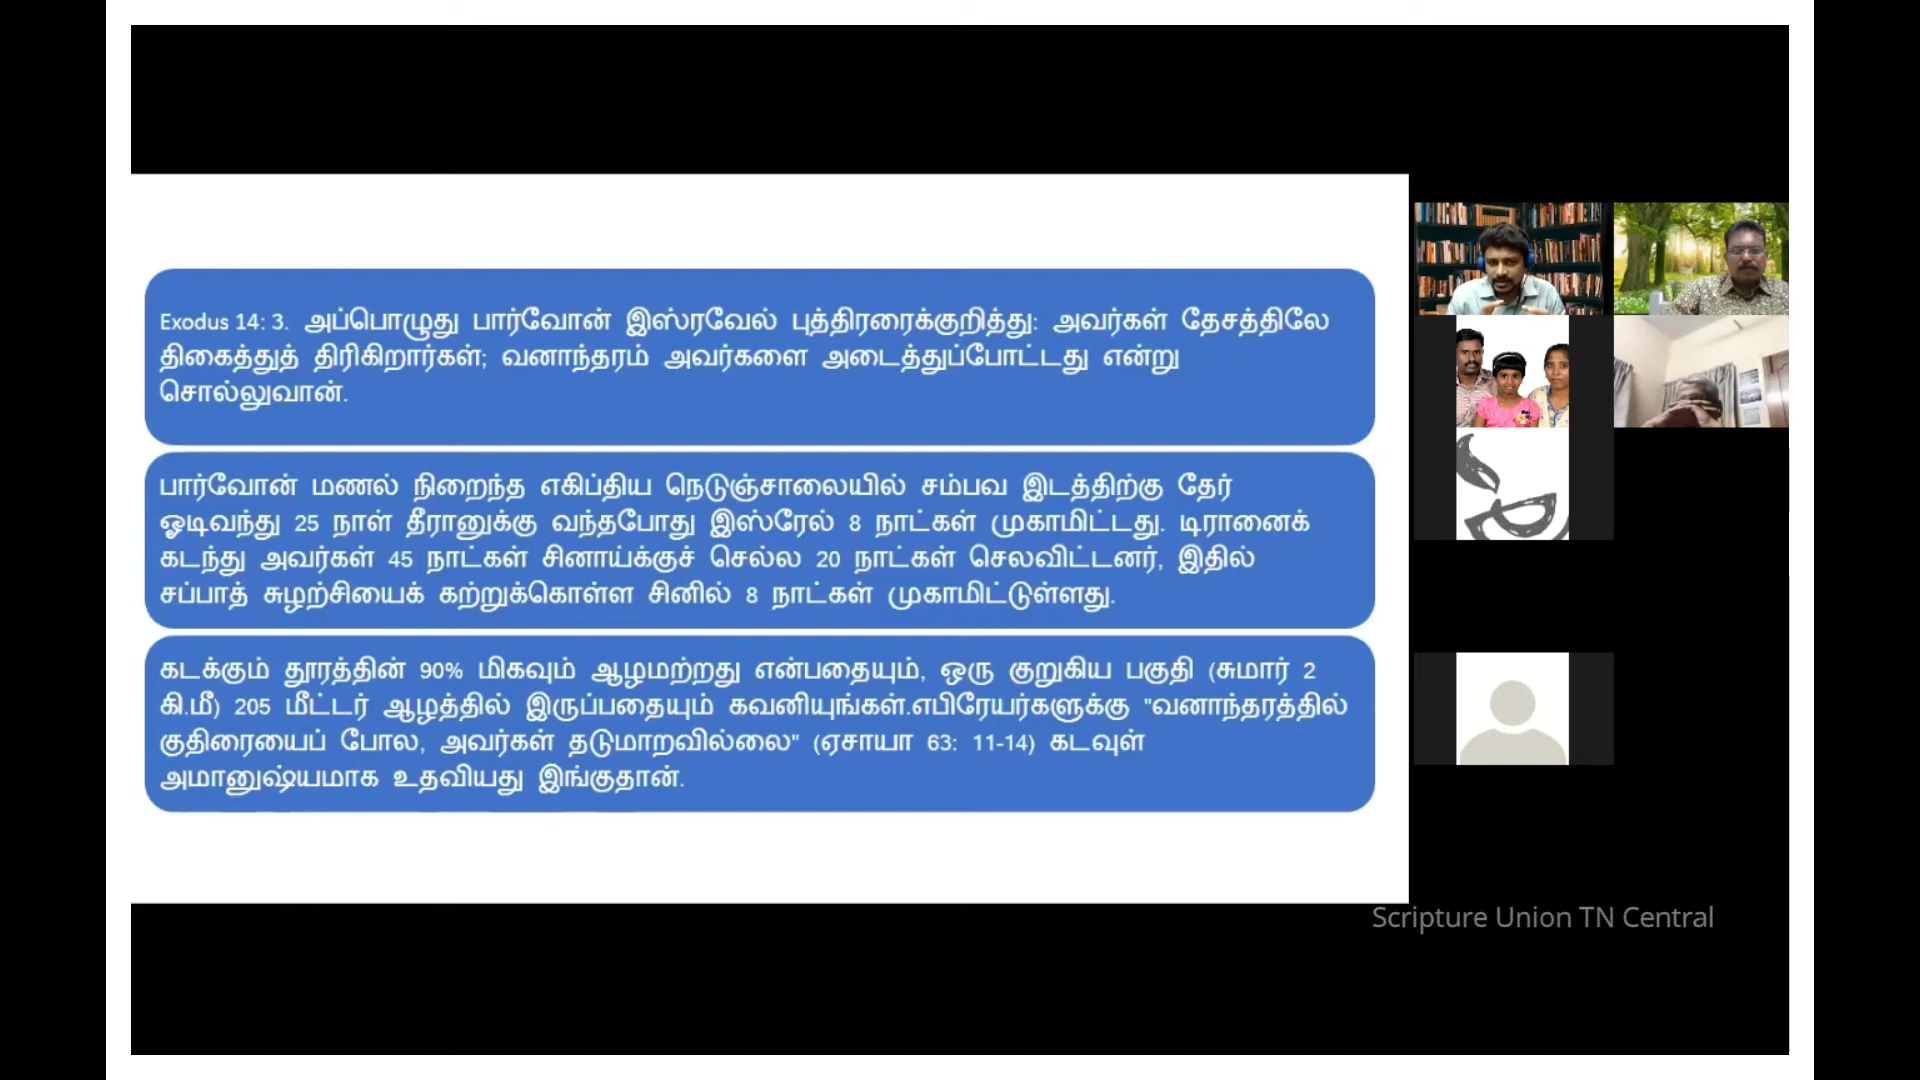 Exodus 14: 3. அப்பொழுது பார்வோன் இஸ்ரவேல் புத்திரரைக்குறித்து: அவர்கள் தேசத்திலே
திகைத்துத் திரிகிறார்கள்; வனாந்தரம் அவர்களை அடைத்துப்போட்டது என்று
சொல்லுவான்.
பார்வோன் மணல் நிறைந்த எகிப்திய நெடுஞ்சாலையில் சம்பவ இடத்திற்கு தேர்
ஓடிவந்து 25 நாள் தீரானுக்கு வந்தபோது இஸ்ரேல் 8 நாட்கள் முகாமிட்டது. டிரானைக்
கடந்து அவர்கள் 45 நாட்கள் சினாய்க்குச் செல்ல 20 நாட்கள் செலவிட்டனர், இதில்
சப்பாத் சுழற்சியைக் கற்றுக்கொள்ள சினில் 8 நாட்கள் முகாமிட்டுள்ளது.
கடக்கும் தூரத்தின் 90% மிகவும் ஆழமற்றது என்பதையும், ஒரு குறுகிய பகுதி (சுமார் 2
கி.மீ) 205 மீட்டர் ஆழத்தில் இருப்பதையும் கவனியுங்கள்.எபிரேயர்களுக்கு "வனாந்தரத்தில்
குதிரையைப் போல, அவர்கள் தடுமாறவில்லை" (ஏசாயா 63: 11-14) கடவுள்
அமானுஷ்யமாக உதவியது இங்குதான்.
Scripture Union TN Central